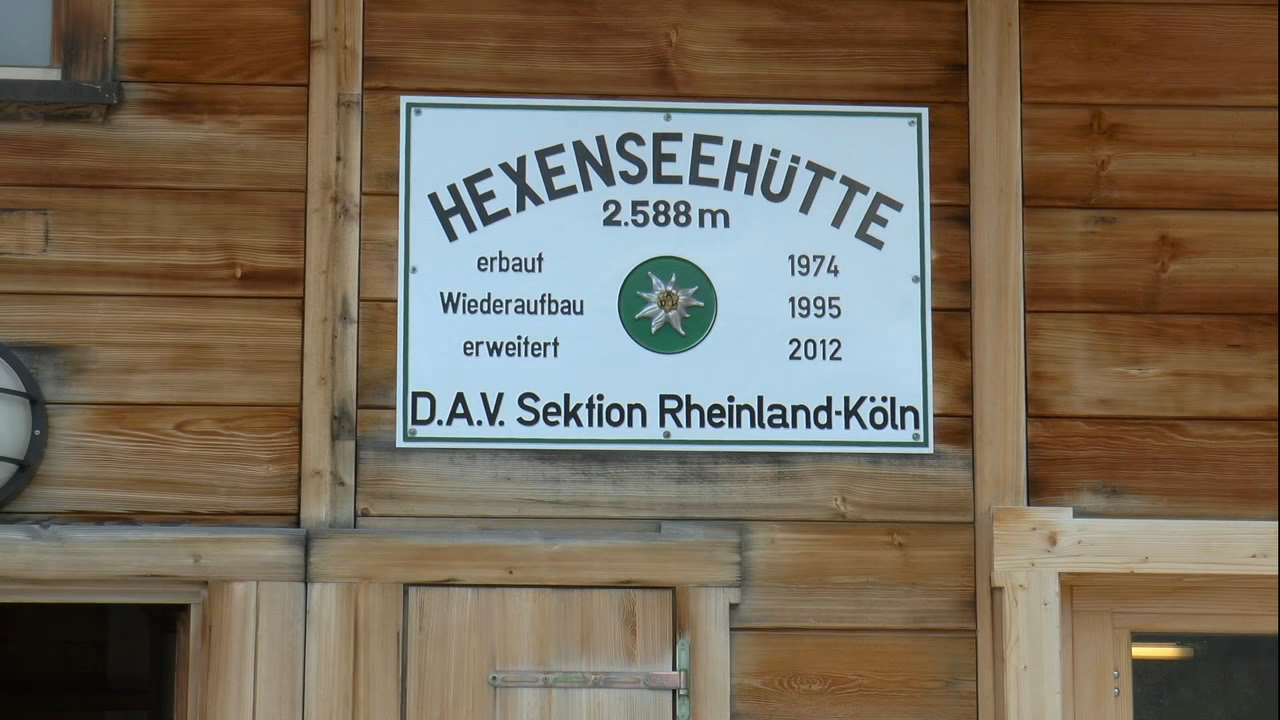 HEXENSEEHÜTTE
2.588 m
erbaut 1974
Wiederaufbau 1995
erweitert 2012
D.A.V. Sektion Rheinland-Köln